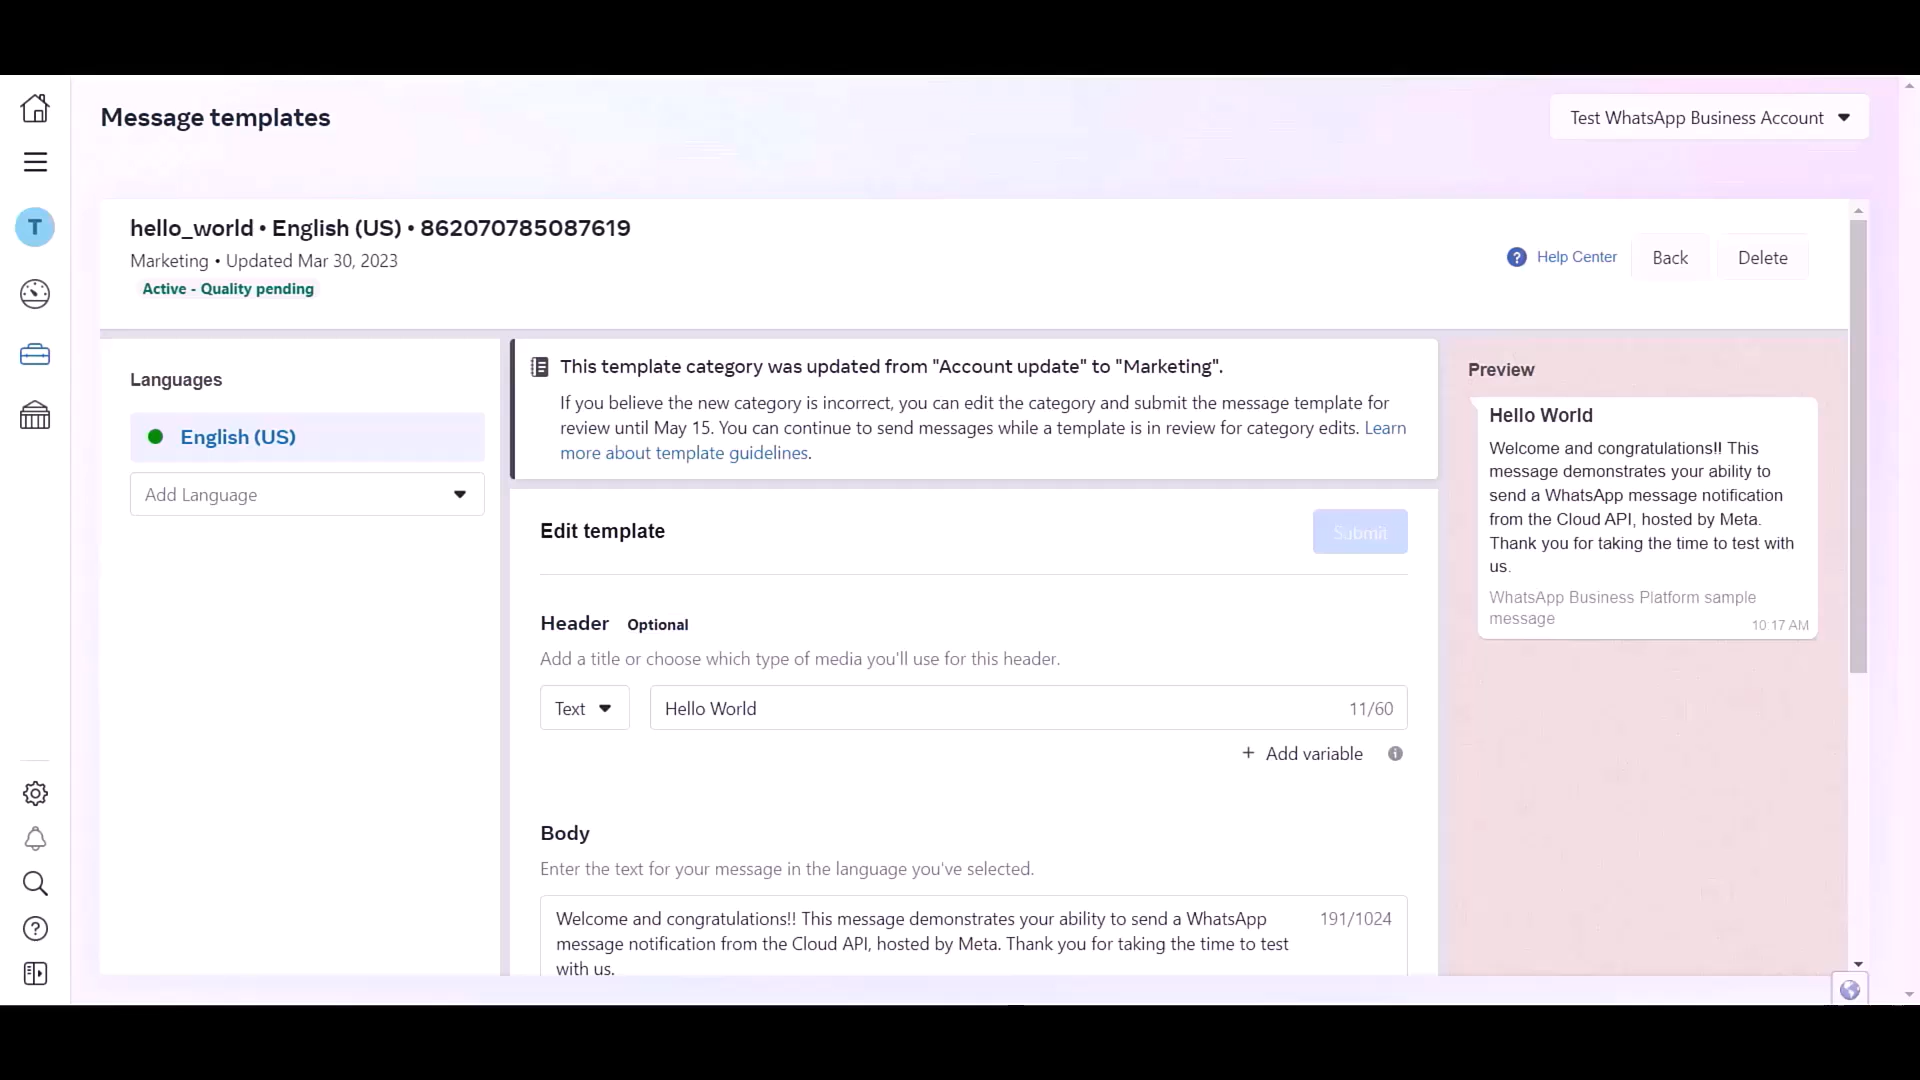 Message templates
Test WhatsApp Business Account
T
hello_world • English (US) • 862070785087619
Marketing • Updated Mar 30, 2023
Active - Quality pending
? Help Center
Back
Delete
Languages
English (US)
Add Language
This template category was updated from "Account update" to "Marketing".
If you believe the new category is incorrect, you can edit the category and submit the message template for
review until May 15. You can continue to send messages while a template is in review for category edits. Learn
more about template guidelines.
Edit template
Submit
Header Optional
Add a title or choose which type of media you'll use for this header.
Text
Hello World
11/60
+ Add variable
Body
Enter the text for your message in the language you've selected.
Welcome and congratulations!! This message demonstrates your ability to send a WhatsApp
message notification from the Cloud API, hosted by Meta. Thank you for taking the time to test
with us.
191/1024
Preview
Hello World
Welcome and congratulations!! This
message demonstrates your ability to
send a WhatsApp message notification
from the Cloud API, hosted by Meta.
Thank you for taking the time to test with
us.
WhatsApp Business Platform sample
message
10:17 AM